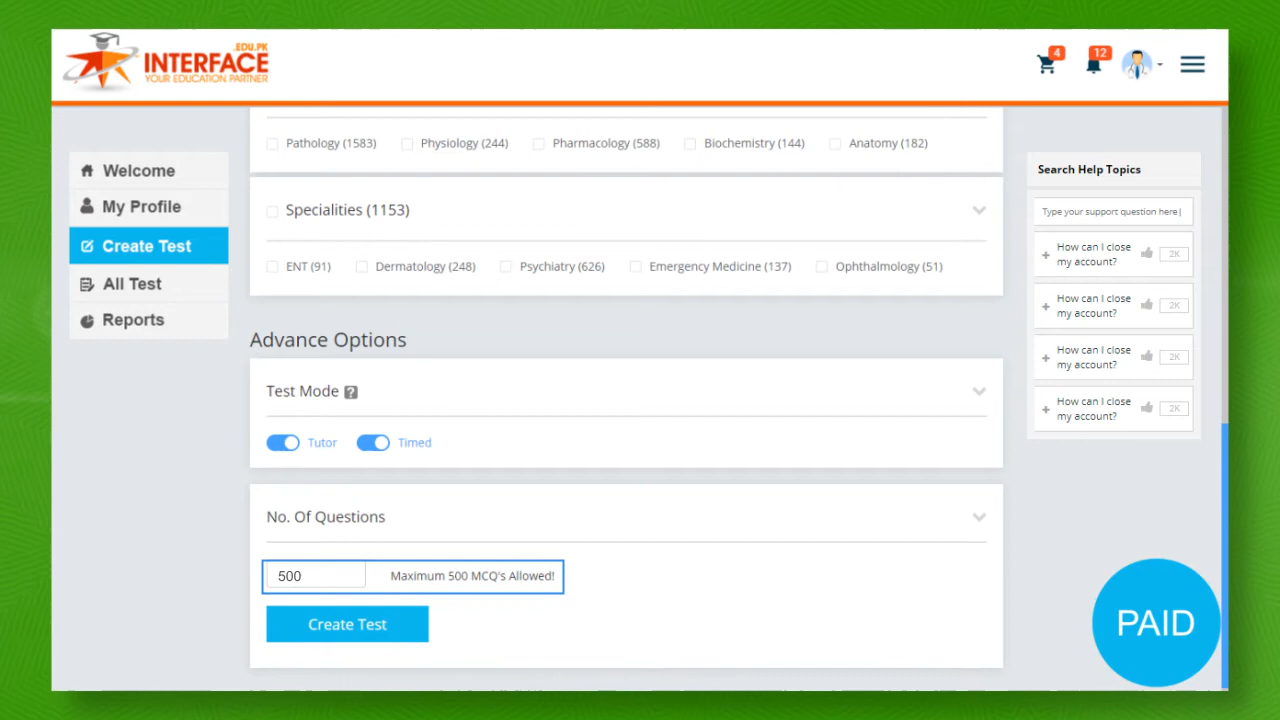 INTERFACE
.EDU.PK
YOUR EDUCATION PARTNER
4
12
Welcome
My Profile
Create Test
All Test
Reports
Pathology (1583) Physiology (244) Pharmacology (588) Biochemistry (144) Anatomy (182)
Specialities (1153)
ENT (91) Dermatology (248) Psychiatry (626) Emergency Medicine (137) Ophthalmology (51)
Advance Options
Test Mode ?
Tutor Timed
No. Of Questions
500 Maximum 500 MCQ's Allowed!
Create Test
Search Help Topics
Type your support question here|
How can I close
my account?
2K
How can I close
my account?
2K
How can I close
my account?
2K
How can I close
my account?
2K
PAID